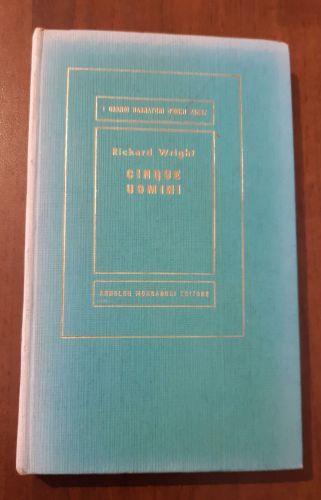 I GRANDI NARRATORI D'OGNI PAESE
Richard Wright
CINQUE
UOMINI
ARNOLDO MONDADORI EDITORE